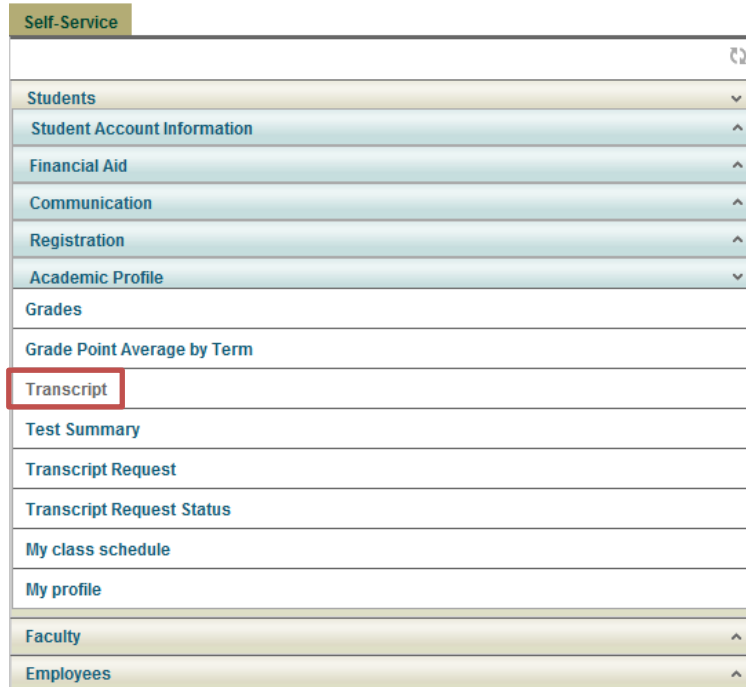 Self-Service
Students
Student Account Information
Financial Aid
Communication
Registration
Academic Profile
Grades
Grade Point Average by Term
Transcript
Test Summary
Transcript Request
Transcript Request Status
My class schedule
My profile
Faculty
Employees